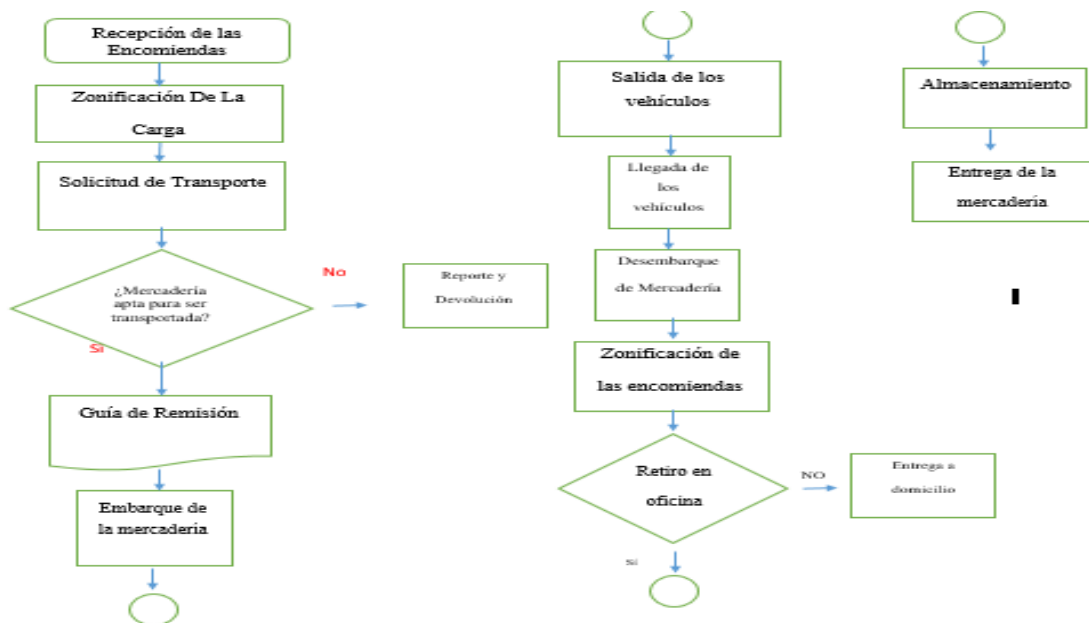 Recepción de las
Encomiendas
Zonificación De La
Carga
Solicitud de Transporte
¿Mercadería
apta para ser
transportada?
No
Reporte y
Devolución
Si
Guía de Remisión
Embarque de
la mercadería
Salida de los
vehículos
Llegada de
los
vehículos
Desembarque
de Mercadería
Zonificación de
las encomiendas
Retiro en
oficina
NO
Entrega a
domicilio
Sí
Almacenamiento
Entrega de la
mercadería